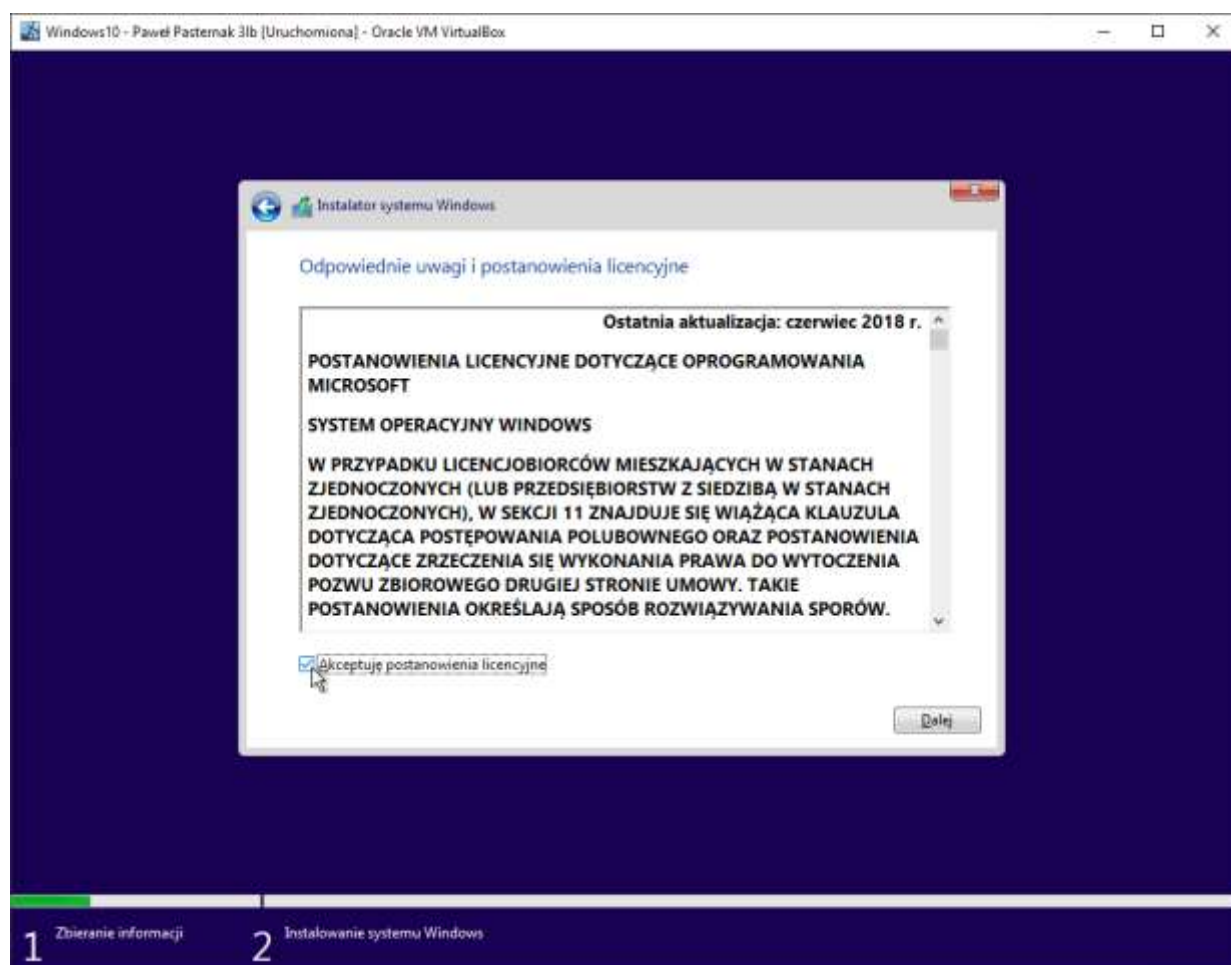 Windows10 - Paweł Pasternak 3lb [Uruchomiona] - Oracle VM VirtualBox
Instalator systemu Windows
Odpowiednie uwagi i postanowienia licencyjne
Ostatnia aktualizacja: czerwiec 2018 r.
POSTANOWIENIA LICENCYJNE DOTYCZĄCE OPROGRAMOWANIA
MICROSOFT
SYSTEM OPERACYJNY WINDOWS
W PRZYPADKU LICENCJOBIORCÓW MIESZKAJĄCYCH W STANACH
ZJEDNOCZONYCH (LUB PRZEDSIĘBIORSTW Z SIEDZIBĄ W STANACH
ZJEDNOCZONYCH), W SEKCJI 11 ZNAJDUJE SIĘ WIĄŻĄCA KLAUZULA
DOTYCZĄCA POSTĘPOWANIA POLUBOWNEGO ORAZ POSTANOWIENIA
DOTYCZĄCE ZRZECZENIA SIĘ WYKONANIA PRAWA DO WYTOCZENIA
POZWU ZBIOROWEGO DRUGIEJ STRONIE UMOWY. TAKIE
POSTANOWIENIA OKREŚLAJĄ SPOSÓB ROZWIĄZYWANIA SPORÓW.
Akceptuję postanowienia licencyjne
Dalej
1 Zbieranie informacji 2 Instalowanie systemu Windows